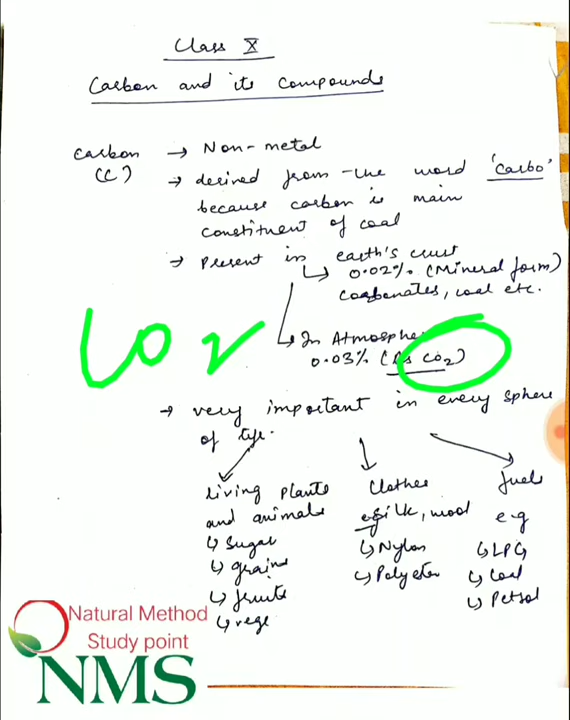 Class X
Carbon and its compounds
Carbon → Non-metal
(C) → derived from the word 'Carbo'
because carbon is main
constituent of coal
→ Present in earth's crust
↳ 0.02% (Mineral form)
carbonates, coal etc.
↳ In Atmosphe
0.03% (As CO2)
CO2
→ very important in every sphere
of
living plants
and animals
↳ Sugar
↳ grains
↳ fruits
↳ vege
Clothes
eg silk, wool
↳ Nylon
↳ Polyester
fuels
e.g
↳ LPG
↳ Coal
↳ Petrol
Natural Method
Study point
NMS